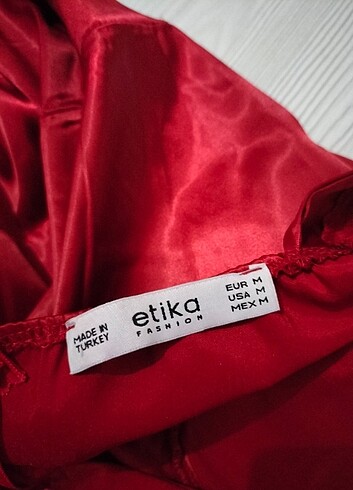 MADE IN
TURKEY
etika
FASHION
EUR M
USA M
MEX M